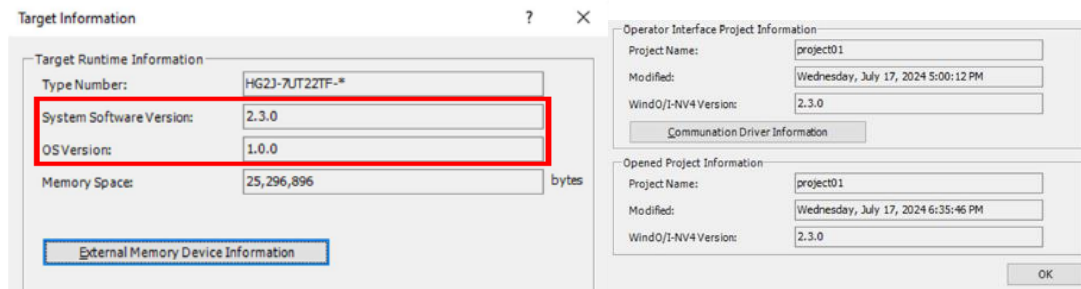 Target Information ? ×
Target Runtime Information
Type Number: HG2J-7UT22TF-*
System Software Version: 2.3.0
OS Version: 1.0.0
Memory Space: 25,296,896 bytes
External Memory Device Information
Operator Interface Project Information
Project Name: project01
Modified: Wednesday, July 17, 2024 5:00:12 PM
WindO/I-NV4 Version: 2.3.0
Communation Driver Information
Opened Project Information
Project Name: project01
Modified: Wednesday, July 17, 2024 6:35:46 PM
WindO/I-NV4 Version: 2.3.0
OK